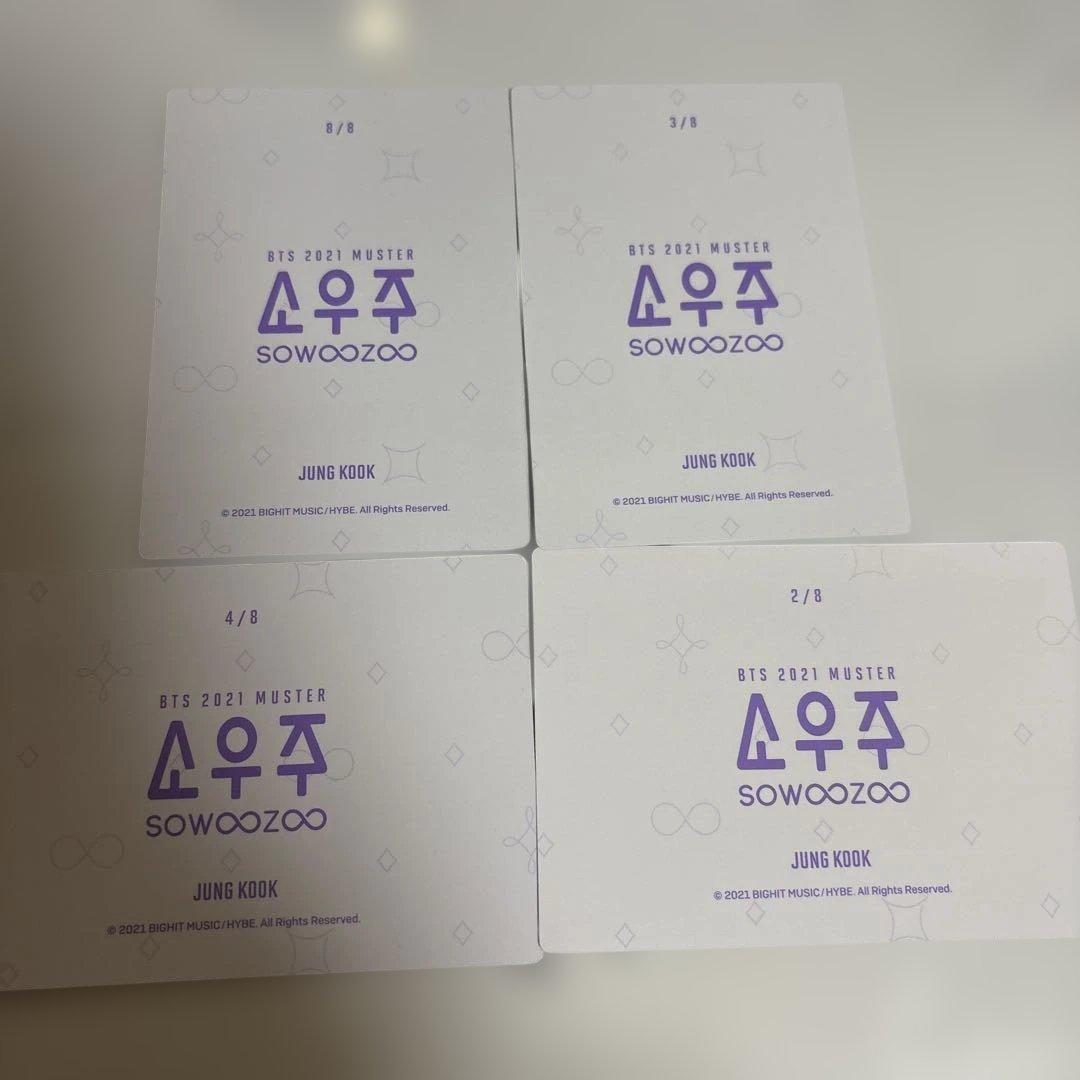 8/8
BTS 2021 MUSTER
소우주
SOWOOZOO
JUNG KOOK
© 2021 BIGHIT MUSIC/HYBE. All Rights Reserved.
3/8
BTS 2021 MUSTER
소우주
SOWOOZOO
JUNG KOOK
© 2021 BIGHIT MUSIC/HYBE. All Rights Reserved.
4/8
BTS 2021 MUSTER
소우주
SOWOOZOO
JUNG KOOK
© 2021 BIGHIT MUSIC/HYBE. All Rights Reserved.
2/8
BTS 2021 MUSTER
소우주
SOWOOZOO
JUNG KOOK
© 2021 BIGHIT MUSIC/HYBE. All Rights Reserved.